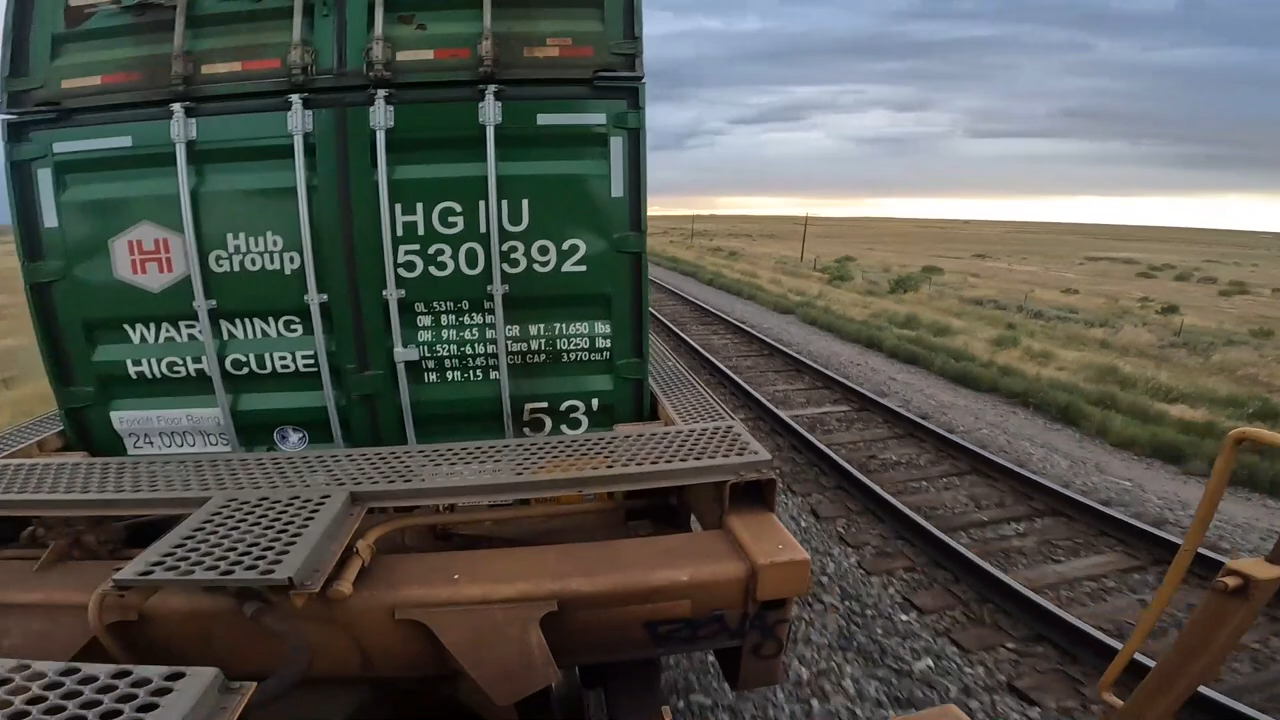 Hub
Group
HGIU
530392
WARNING
HIGH CUBE
OL:53ft.-0 in
OW: 8ft.-6.36 in
OH: 9ft.-6.5 in
IL:52ft.-6.16 in
IW: 8ft.-3.45 in
IH: 9ft.-1.5 in
GR WT.: 71,650 lbs
Tare WT.: 10,250 lbs
CU. CAP.: 3,970 cu.ft
53'
Forklift Floor Rating
24,000 lbs